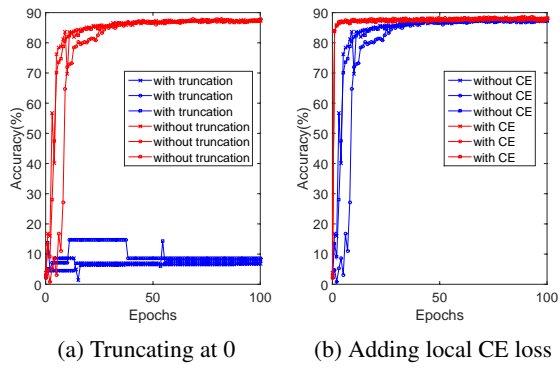 90
80
70
60
50
40
30
20
10
0
Accuracy(%)
with truncation
with truncation
with truncation
without truncation
without truncation
without truncation
0
50
100
Epochs
(a) Truncating at 0
90
80
70
60
50
40
30
20
10
0
Accuracy(%)
without CE
without CE
without CE
with CE
with CE
with CE
0
50
100
Epochs
(b) Adding local CE loss